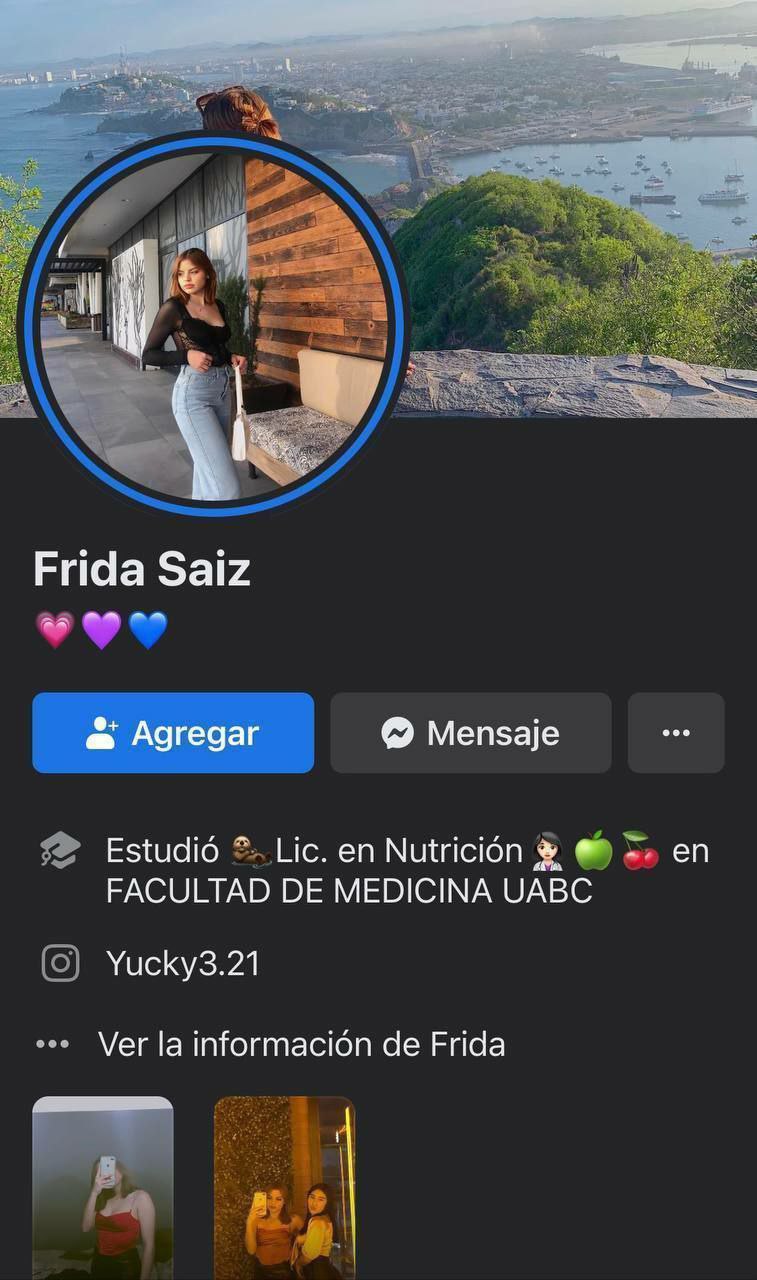 Frida Saiz
💗💜💙
Agregar
Mensaje
Estudió 🦥Lic. en Nutrición👩🏻‍⚕️🍏🍒 en
FACULTAD DE MEDICINA UABC
Yucky3.21
Ver la información de Frida